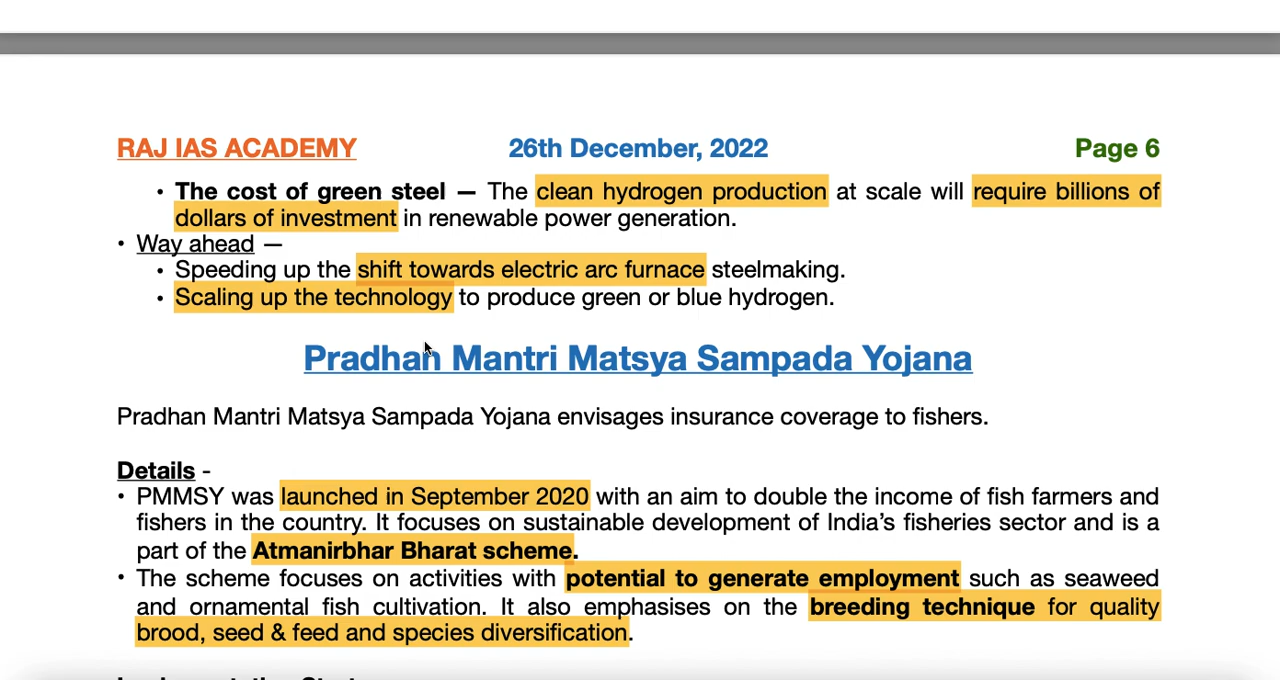 RAJ IAS ACADEMY 26th December, 2022 Page 6
• The cost of green steel — The clean hydrogen production at scale will require billions of
dollars of investment in renewable power generation.
• Way ahead —
• Speeding up the shift towards electric arc furnace steelmaking.
• Scaling up the technology to produce green or blue hydrogen.
Pradhan Mantri Matsya Sampada Yojana
Pradhan Mantri Matsya Sampada Yojana envisages insurance coverage to fishers.
Details -
• PMMSY was launched in September 2020 with an aim to double the income of fish farmers and
fishers in the country. It focuses on sustainable development of India’s fisheries sector and is a
part of the Atmanirbhar Bharat scheme.
• The scheme focuses on activities with potential to generate employment such as seaweed
and ornamental fish cultivation. It also emphasises on the breeding technique for quality
brood, seed & feed and species diversification.